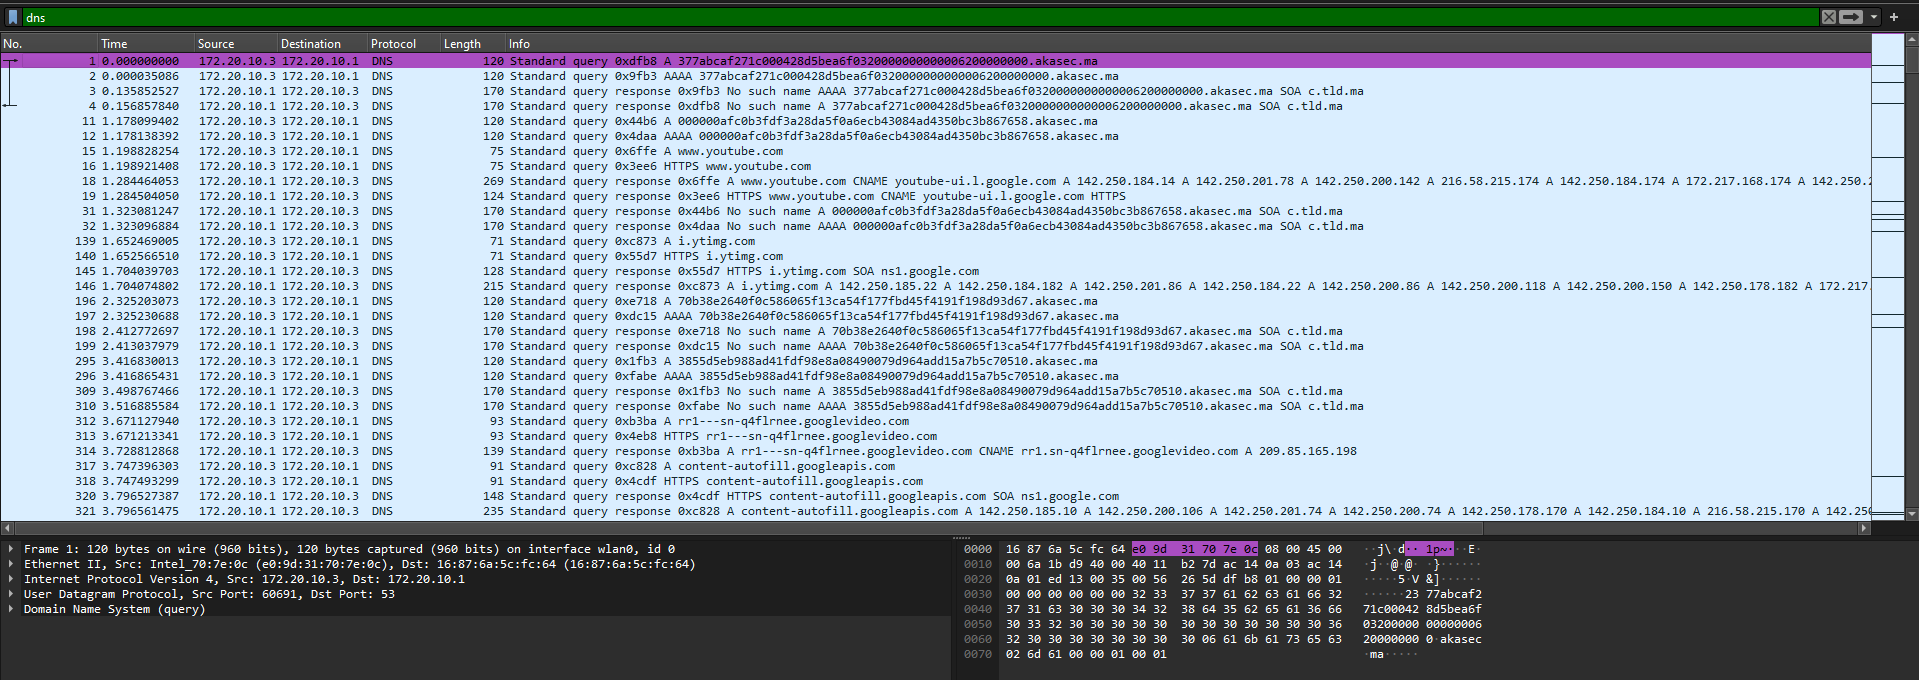 dns
No. Time Source Destination Protocol Length Info
1 0.000000000 172.20.10.3 172.20.10.1 DNS 120 Standard query 0xdfb8 A 377abcaf271c000428d5bea6f03200000000000006200000000.akasec.ma
2 0.000035086 172.20.10.3 172.20.10.1 DNS 120 Standard query 0x9fb3 AAAA 377abcaf271c000428d5bea6f03200000000000006200000000.akasec.ma
3 0.135852527 172.20.10.1 172.20.10.3 DNS 170 Standard query response 0x9fb3 No such name AAAA 377abcaf271c000428d5bea6f03200000000000006200000000.akasec.ma SOA c.tld.ma
4 0.156857840 172.20.10.1 172.20.10.3 DNS 170 Standard query response 0xdfb8 No such name A 377abcaf271c000428d5bea6f03200000000000006200000000.akasec.ma SOA c.tld.ma
11 1.178099402 172.20.10.3 172.20.10.1 DNS 120 Standard query 0x44b6 A 000000afc0b3fdf3a28da5f0a6ecb43084ad4350bc3b867658.akasec.ma
12 1.178138392 172.20.10.3 172.20.10.1 DNS 120 Standard query 0x4daa AAAA 000000afc0b3fdf3a28da5f0a6ecb43084ad4350bc3b867658.akasec.ma
15 1.198828254 172.20.10.3 172.20.10.1 DNS 75 Standard query 0x6ffe A www.youtube.com
16 1.198921408 172.20.10.3 172.20.10.1 DNS 75 Standard query 0x3ee6 HTTPS www.youtube.com
18 1.284464053 172.20.10.1 172.20.10.3 DNS 269 Standard query response 0x6ffe A www.youtube.com CNAME youtube-ui.l.google.com A 142.250.184.14 A 142.250.201.78 A 142.250.200.142 A 216.58.215.174 A 142.250.184.174 A 172.217.168.174 A 142.250.2
19 1.284504050 172.20.10.1 172.20.10.3 DNS 124 Standard query response 0x3ee6 HTTPS www.youtube.com CNAME youtube-ui.l.google.com HTTPS
31 1.323081247 172.20.10.1 172.20.10.3 DNS 170 Standard query response 0x44b6 No such name A 000000afc0b3fdf3a28da5f0a6ecb43084ad4350bc3b867658.akasec.ma SOA c.tld.ma
32 1.323096884 172.20.10.1 172.20.10.3 DNS 170 Standard query response 0x4daa No such name AAAA 000000afc0b3fdf3a28da5f0a6ecb43084ad4350bc3b867658.akasec.ma SOA c.tld.ma
139 1.652469005 172.20.10.3 172.20.10.1 DNS 71 Standard query 0xc873 A i.ytimg.com
140 1.652566510 172.20.10.3 172.20.10.1 DNS 71 Standard query 0x55d7 HTTPS i.ytimg.com
145 1.704039703 172.20.10.1 172.20.10.3 DNS 128 Standard query response 0x55d7 HTTPS i.ytimg.com SOA ns1.google.com
146 1.704074802 172.20.10.1 172.20.10.3 DNS 215 Standard query response 0xc873 A i.ytimg.com A 142.250.185.22 A 142.250.184.182 A 142.250.201.86 A 142.250.184.22 A 142.250.200.86 A 142.250.200.118 A 142.250.200.150 A 142.250.178.182 A 172.217.
196 2.325203073 172.20.10.3 172.20.10.1 DNS 120 Standard query 0xe718 A 70b38e2640f0c586065f13ca54f177fbd45f4191f198d93d67.akasec.ma
197 2.325230688 172.20.10.3 172.20.10.1 DNS 120 Standard query 0xdc15 AAAA 70b38e2640f0c586065f13ca54f177fbd45f4191f198d93d67.akasec.ma
198 2.412772697 172.20.10.1 172.20.10.3 DNS 170 Standard query response 0xe718 No such name A 70b38e2640f0c586065f13ca54f177fbd45f4191f198d93d67.akasec.ma SOA c.tld.ma
199 2.413037979 172.20.10.1 172.20.10.3 DNS 170 Standard query response 0xdc15 No such name AAAA 70b38e2640f0c586065f13ca54f177fbd45f4191f198d93d67.akasec.ma SOA c.tld.ma
295 3.416830013 172.20.10.3 172.20.10.1 DNS 120 Standard query 0x1fb3 A 3855d5eb988ad41fdf98e8a08490079d964add15a7b5c70510.akasec.ma
296 3.416865431 172.20.10.3 172.20.10.1 DNS 120 Standard query 0xfabe AAAA 3855d5eb988ad41fdf98e8a08490079d964add15a7b5c70510.akasec.ma
309 3.498767466 172.20.10.1 172.20.10.3 DNS 170 Standard query response 0x1fb3 No such name A 3855d5eb988ad41fdf98e8a08490079d964add15a7b5c70510.akasec.ma SOA c.tld.ma
310 3.516885584 172.20.10.1 172.20.10.3 DNS 170 Standard query response 0xfabe No such name AAAA 3855d5eb988ad41fdf98e8a08490079d964add15a7b5c70510.akasec.ma SOA c.tld.ma
312 3.671127940 172.20.10.3 172.20.10.1 DNS 93 Standard query 0xb3ba A rr1---sn-q4flrnee.googlevideo.com
313 3.671213341 172.20.10.3 172.20.10.1 DNS 93 Standard query 0x4eb8 HTTPS rr1---sn-q4flrnee.googlevideo.com
314 3.728812868 172.20.10.1 172.20.10.3 DNS 139 Standard query response 0xb3ba A rr1---sn-q4flrnee.googlevideo.com CNAME rr1.sn-q4flrnee.googlevideo.com A 209.85.165.198
317 3.747396303 172.20.10.3 172.20.10.1 DNS 91 Standard query 0xc828 A content-autofill.googleapis.com
318 3.747493299 172.20.10.3 172.20.10.1 DNS 91 Standard query 0x4cdf HTTPS content-autofill.googleapis.com
320 3.796527387 172.20.10.1 172.20.10.3 DNS 148 Standard query response 0x4cdf HTTPS content-autofill.googleapis.com SOA ns1.google.com
321 3.796561475 172.20.10.1 172.20.10.3 DNS 235 Standard query response 0xc828 A content-autofill.googleapis.com A 142.250.185.10 A 142.250.200.106 A 142.250.201.74 A 142.250.200.74 A 142.250.178.170 A 142.250.184.10 A 216.58.215.170 A 142.250
Frame 1: 120 bytes on wire (960 bits), 120 bytes captured (960 bits) on interface wlan0, id 0
Ethernet II, Src: Intel_70:7e:0c (e0:9d:31:70:7e:0c), Dst: 16:87:6a:5c:fc:64 (16:87:6a:5c:fc:64)
Internet Protocol Version 4, Src: 172.20.10.3, Dst: 172.20.10.1
User Datagram Protocol, Src Port: 60691, Dst Port: 53
Domain Name System (query)
0000 16 87 6a 5c fc 64 e0 9d 31 70 7e 0c 08 00 45 00 ··j\·d··1p~···E·
0010 00 6a 1b d9 40 00 40 11 b2 7d ac 14 0a 03 ac 14 ·j··@·@··}······
0020 0a 01 ed 13 00 35 00 56 26 5d df b8 01 00 00 01 ·····5·V&]······
0030 00 00 00 00 00 00 32 33 37 37 61 62 63 61 66 32 ······23 77abcaf2
0040 37 31 63 30 30 30 34 32 38 64 35 62 65 61 36 66 71c00042 8d5bea6f
0050 30 33 32 30 30 30 30 30 30 30 30 30 30 30 30 36 03200000 00000006
0060 32 30 30 30 30 30 30 30 30 06 61 6b 61 73 65 63 20000000 0·akasec
0070 02 6d 61 00 00 01 00 01 ·ma·····